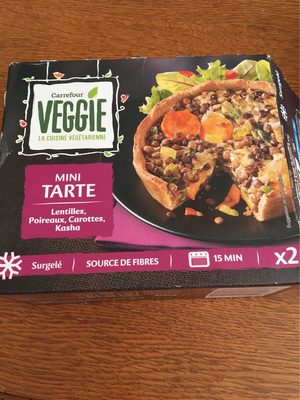 Carrefour
VEGGIE
LA CUISINE VÉGÉTARIENNE
MINI
TARTE
Lentilles,
Poireaux, Carottes,
Kasha
Surgelé
SOURCE DE FIBRES
15 MIN
x2